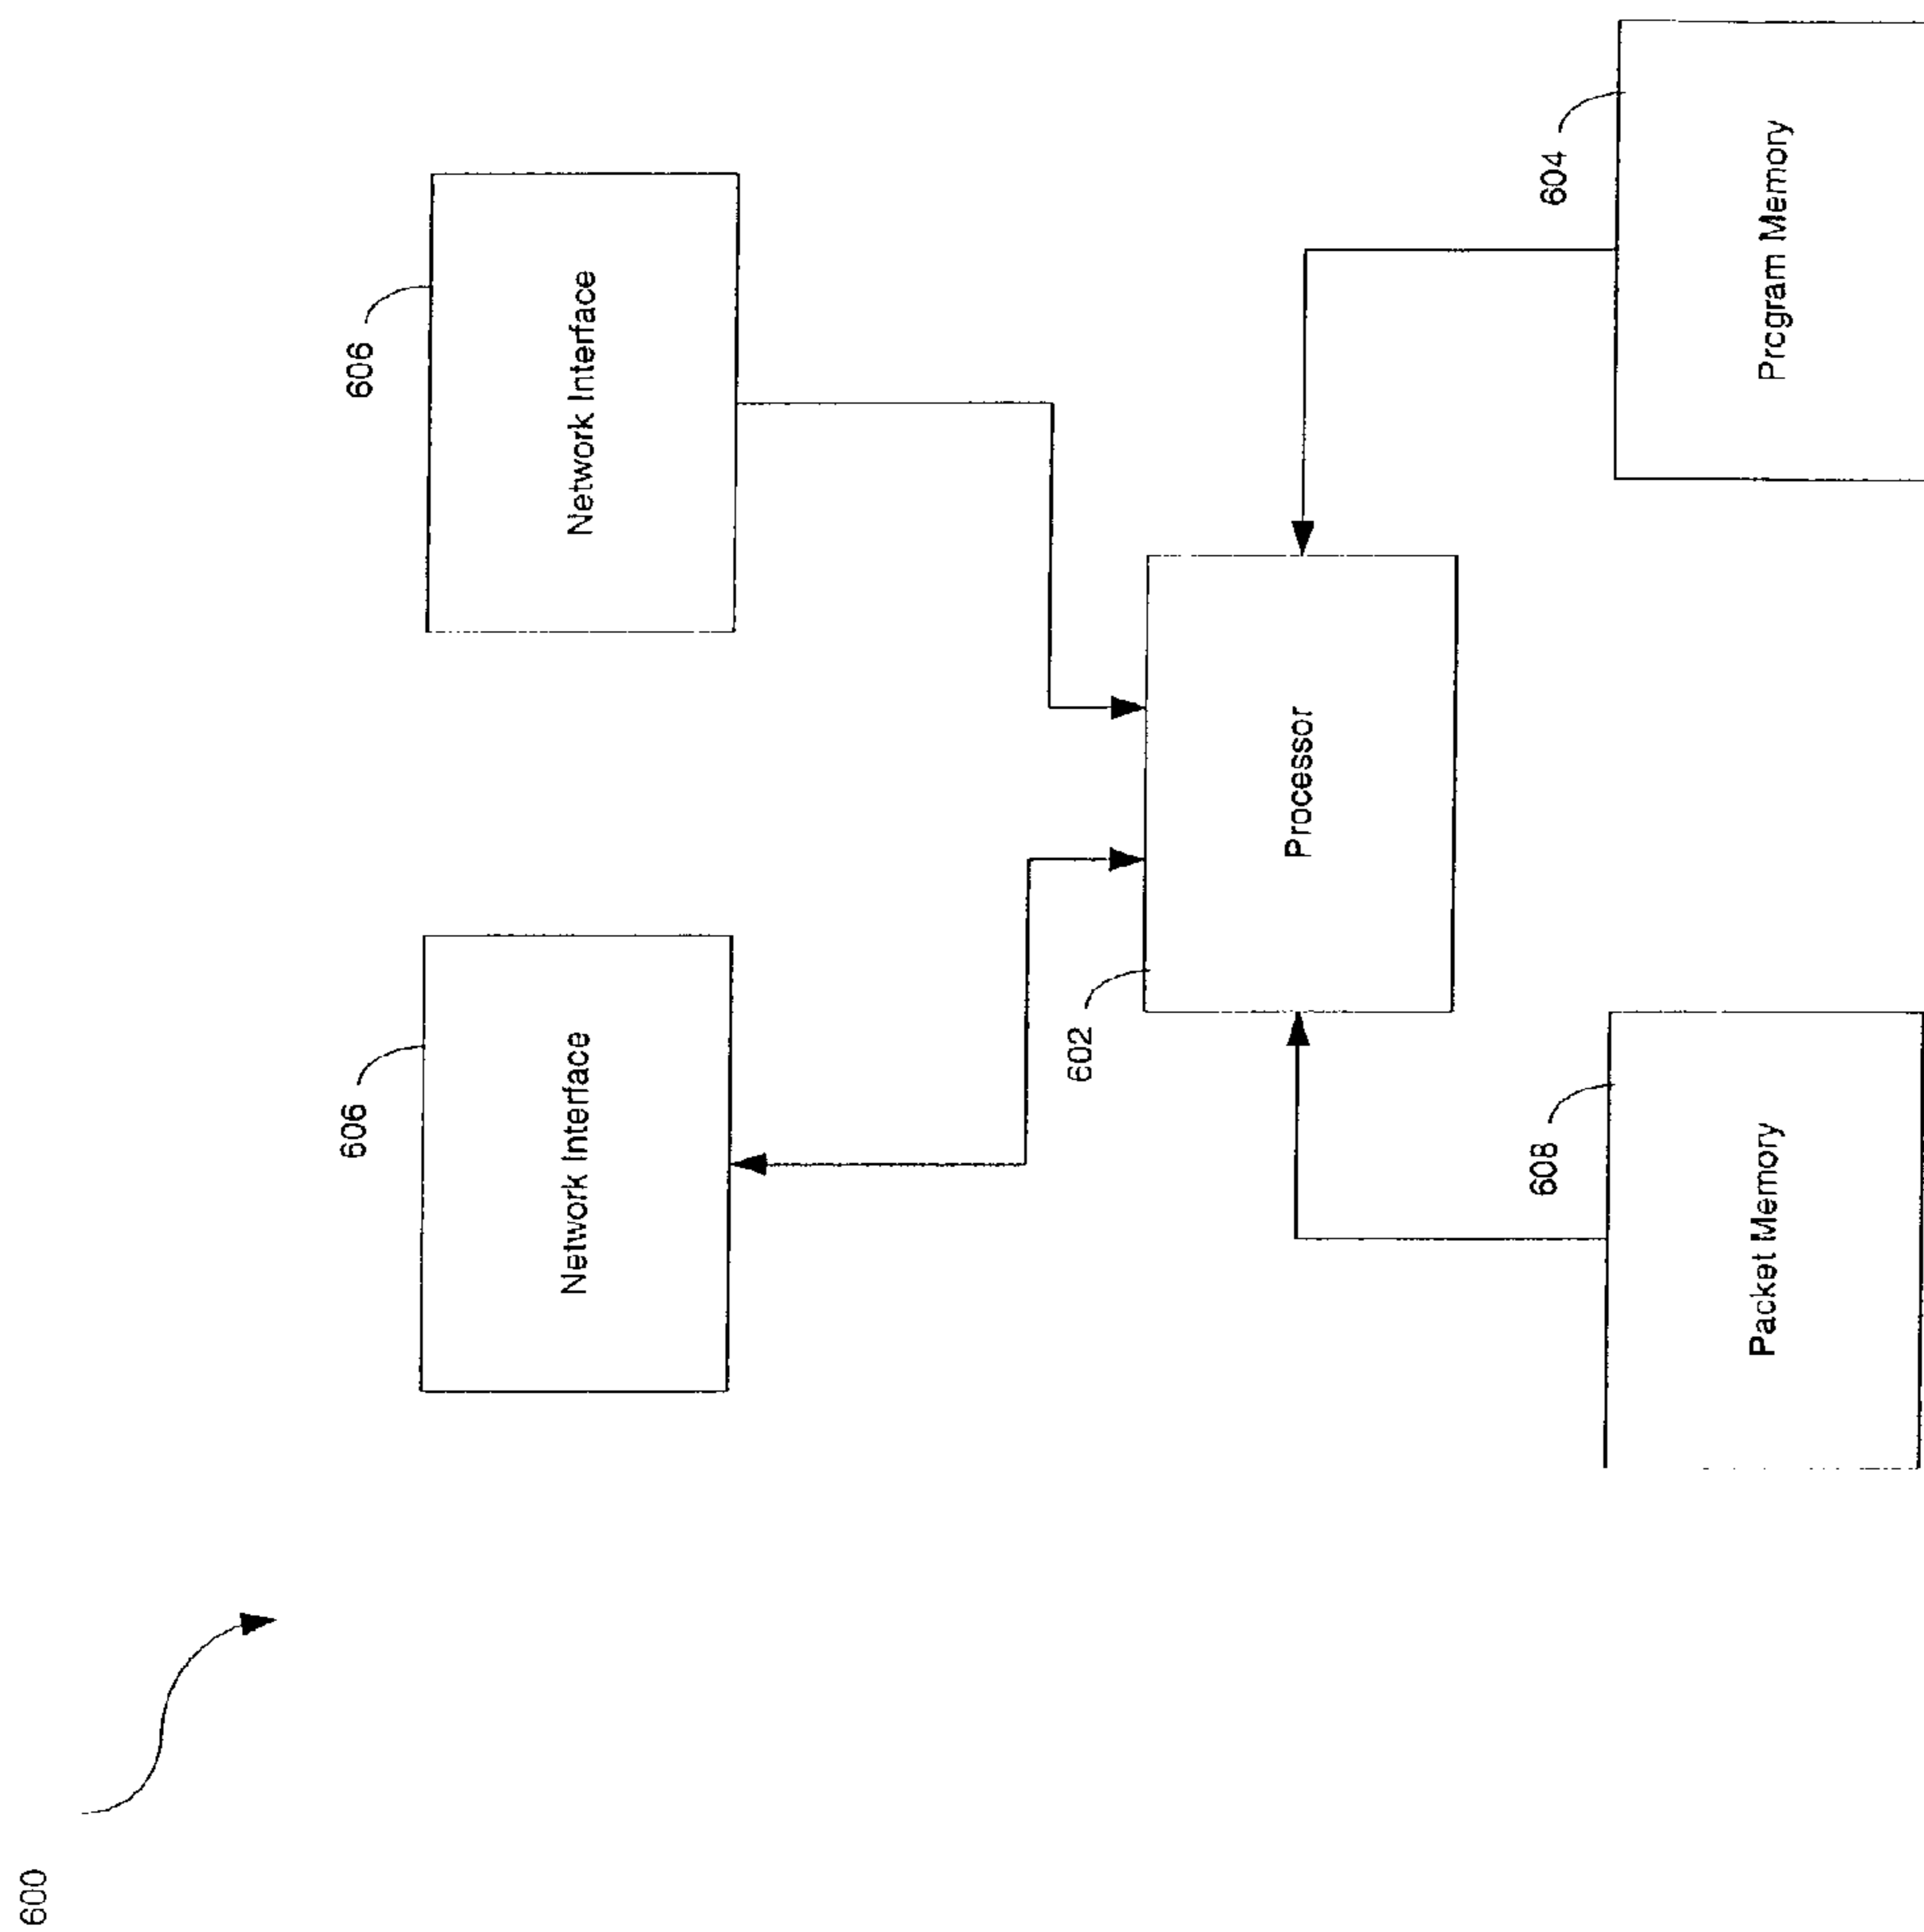 600
606
Network Interface
606
Network Interface
602
Processor
608
Packet Memory
604
Program Memory